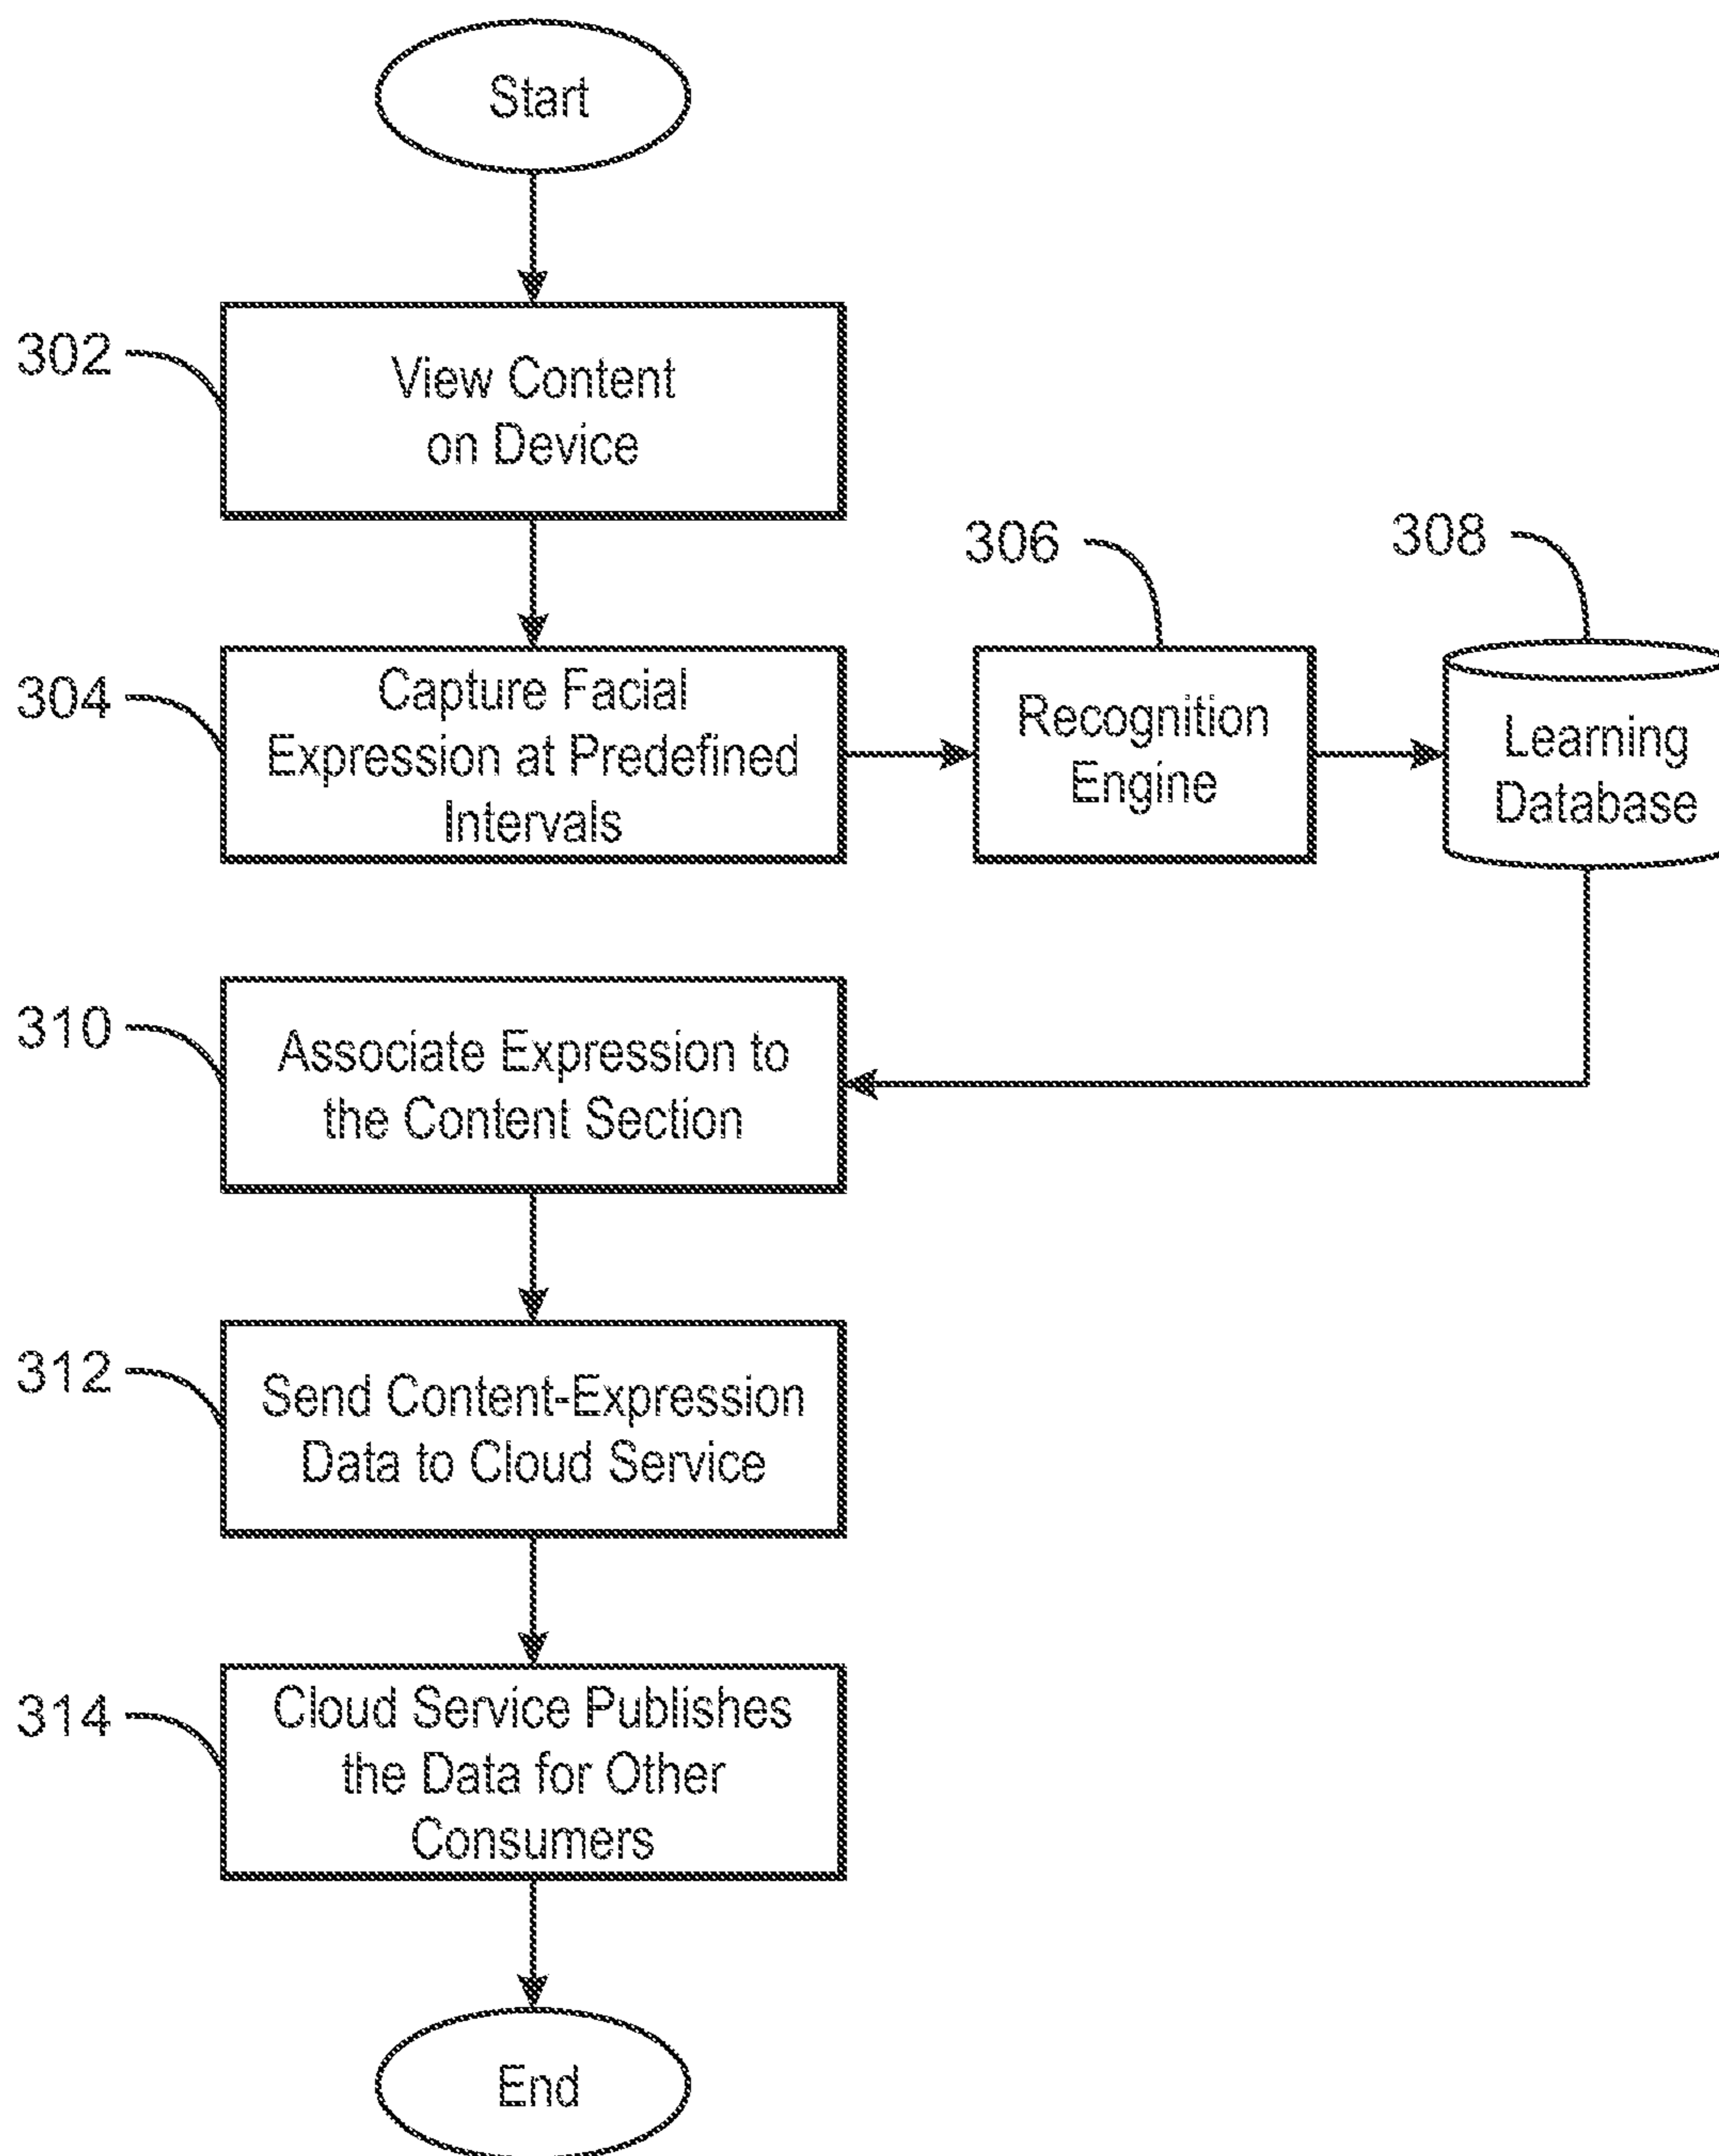 Start
302
View Content
on Device
304
Capture Facial
Expression at Predefined
Intervals
306
Recognition
Engine
308
Learning
Database
310
Associate Expression to
the Content Section
312
Send Content-Expression
Data to Cloud Service
314
Cloud Service Publishes
the Data for Other
Consumers
End